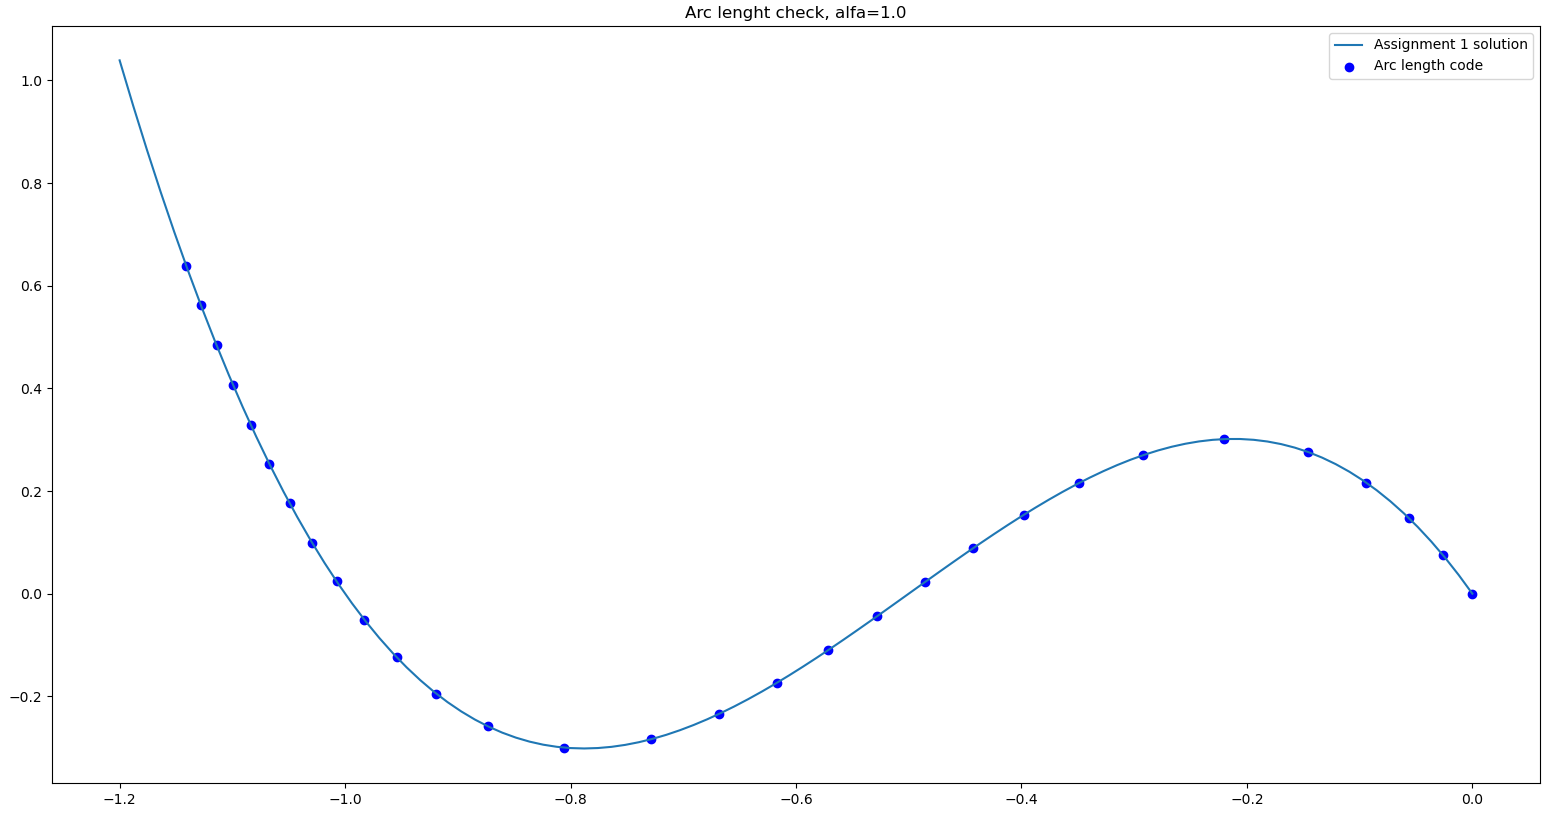 Arc lenght check, alfa=1.0
Assignment 1 solution
Arc length code
1.0
0.8
0.6
0.4
0.2
0.0
−0.2
−1.2 −1.0 −0.8 −0.6 −0.4 −0.2 0.0